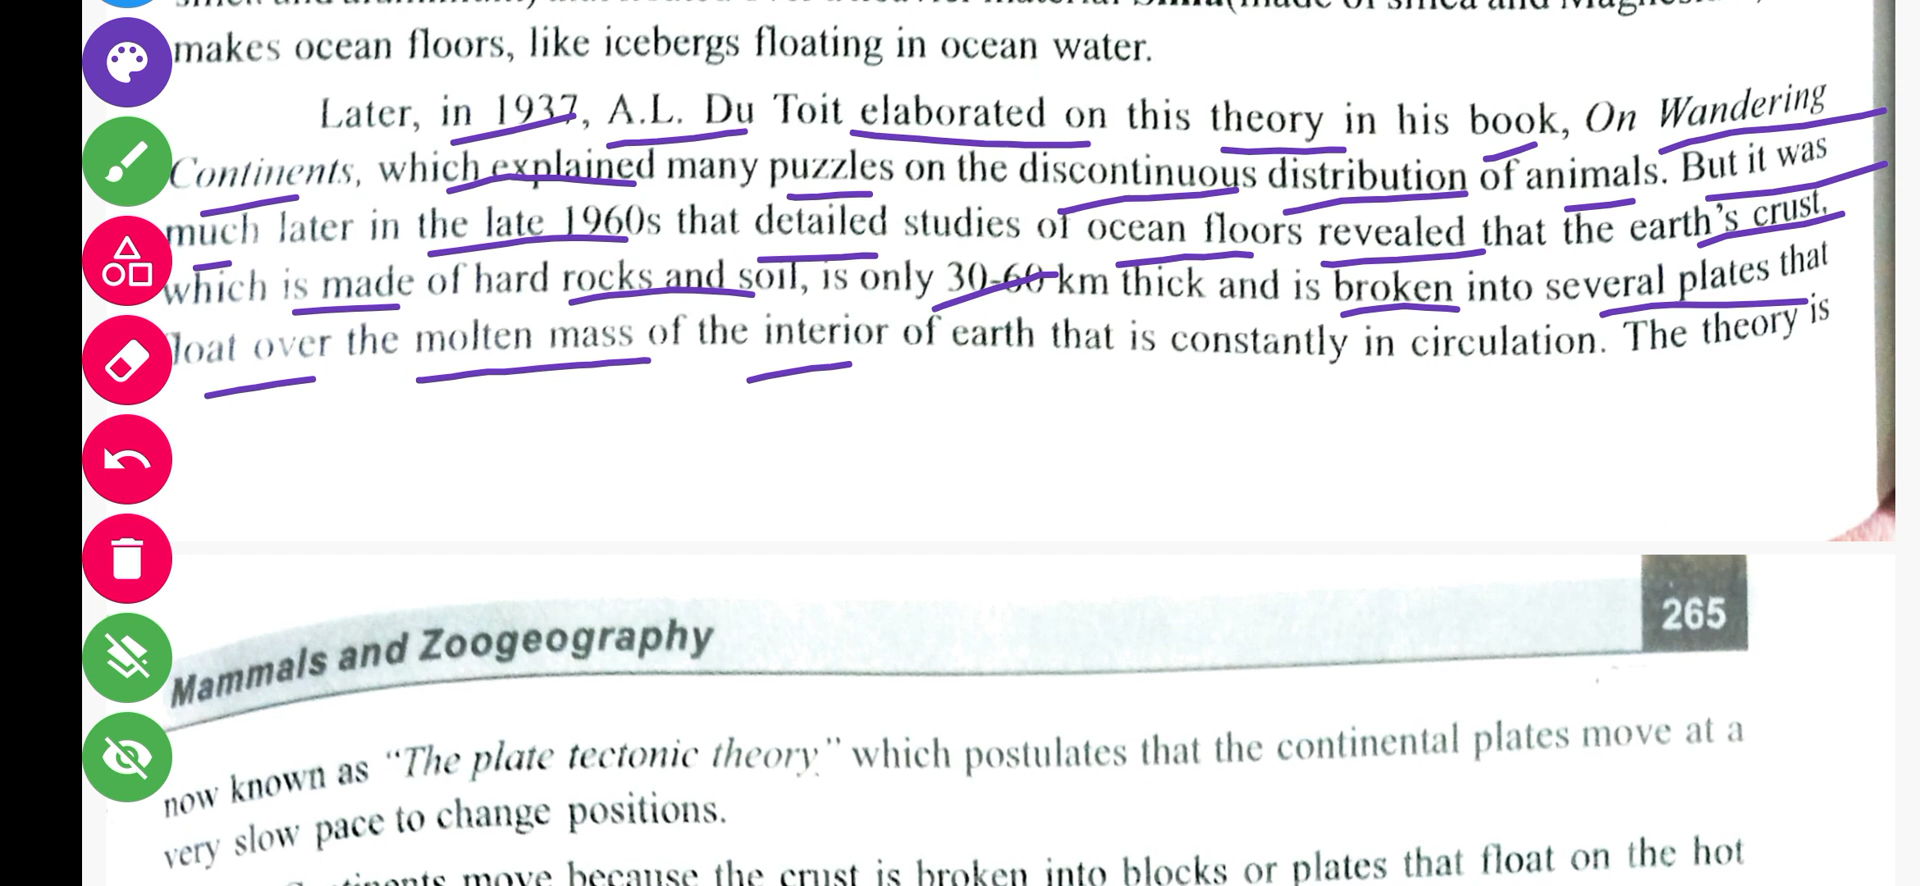 makes ocean floors, like icebergs floating in ocean water.
Later, in 1937, A.L. Du Toit elaborated on this theory in his book, On Wandering
Continents, which explained many puzzles on the discontinuous distribution of animals. But it was
much later in the late 1960s that detailed studies of ocean floors revealed that the earth's crust,
which is made of hard rocks and soil, is only 30-60 km thick and is broken into several plates that
loat over the molten mass of the interior of earth that is constantly in circulation. The theory is
265
Mammals and Zoogeography
now known as "The plate tectonic theory" which postulates that the continental plates move at a
very slow pace to change positions.
move because the crust is broken into blocks or plates that float on the hot